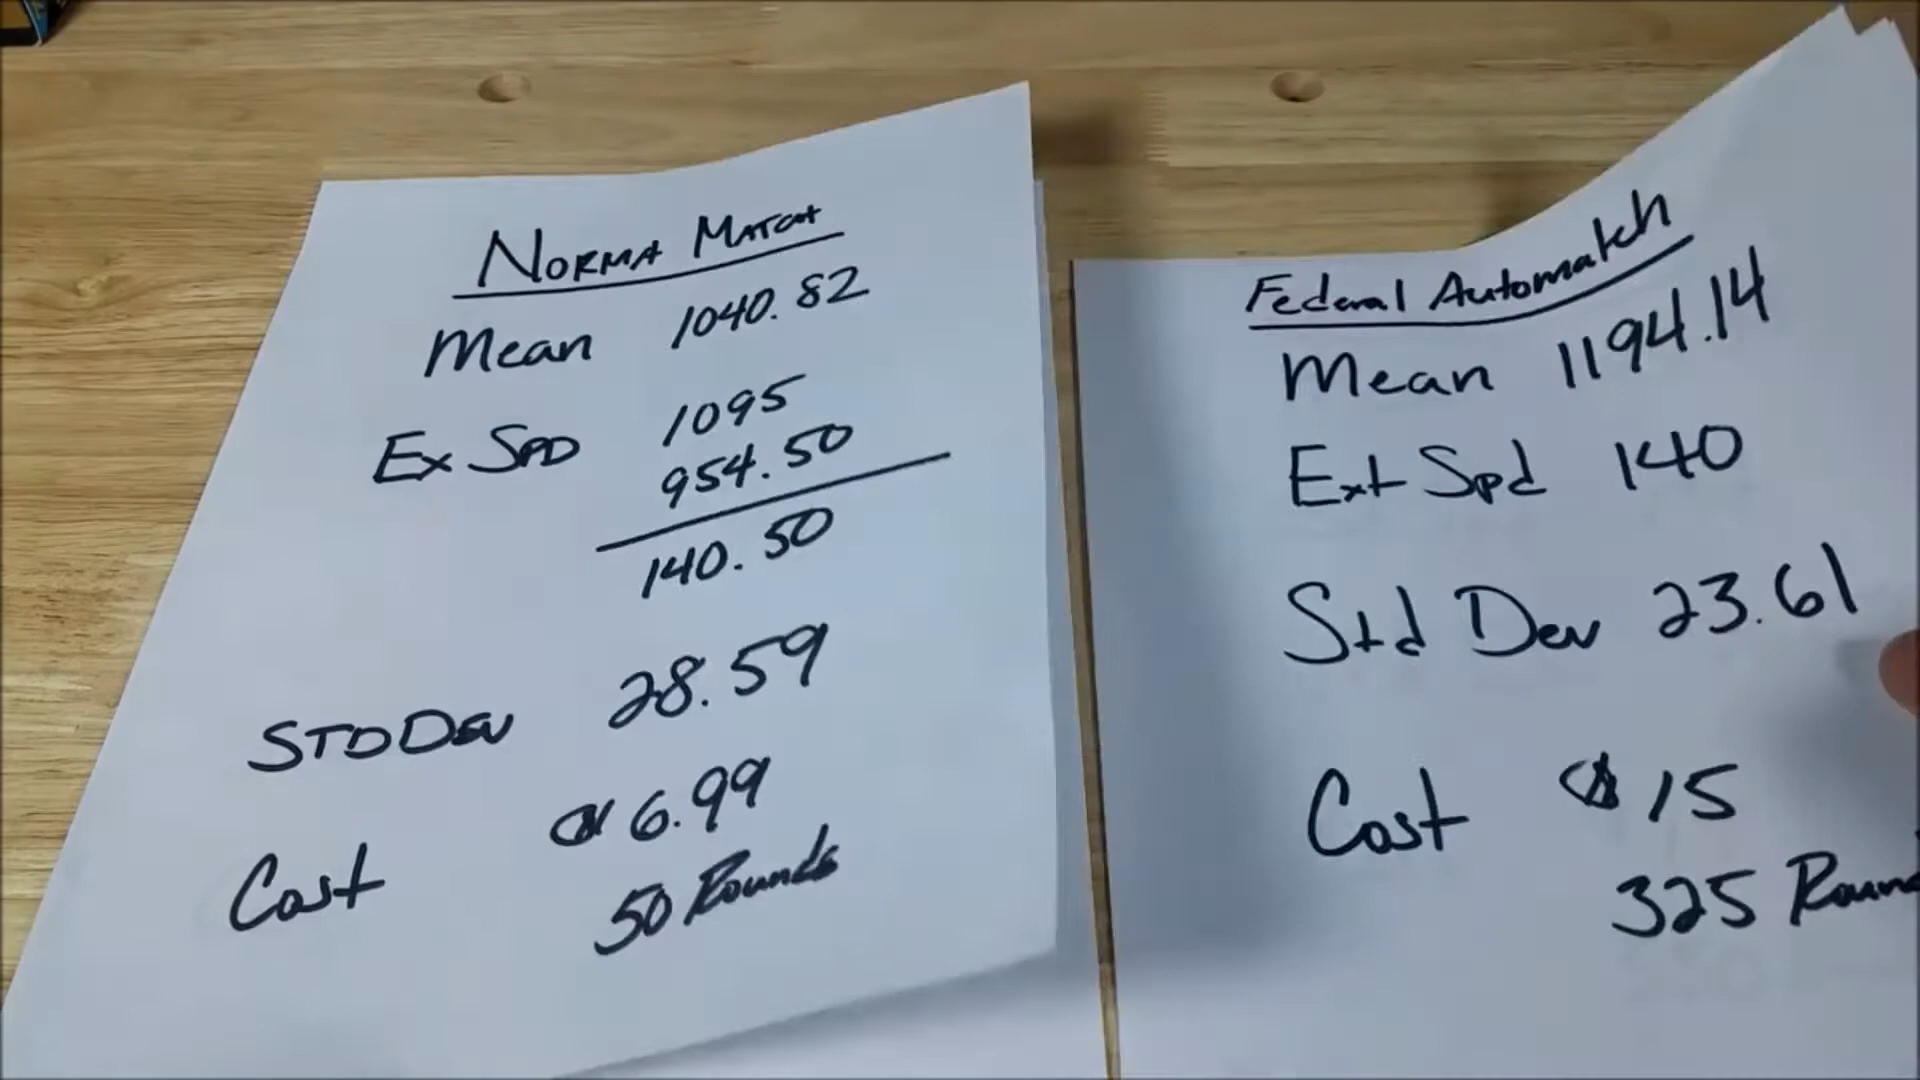 NORMA MATCH
Mean 1040.82
Ex SPD 1095
954.50
140.50
STD DEV 28.59
Cost $6.99
50 Rounds
Federal Automatch
Mean 1194.14
Ext Spd 140
Std Dev 23.61
Cost $15
325 Roun